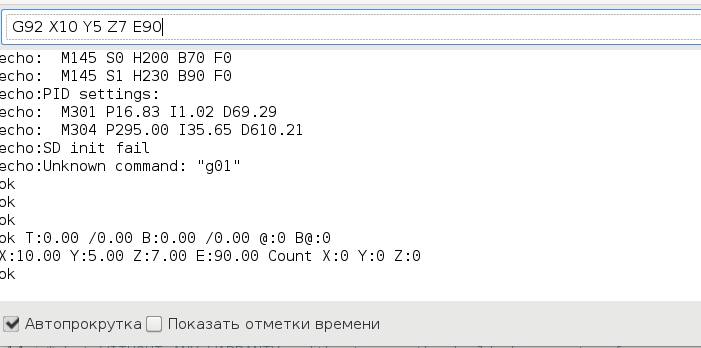 G92 X10 Y5 Z7 E90
echo:  M145 S0 H200 B70 F0
echo:  M145 S1 H230 B90 F0
echo:PID settings:
echo:  M301 P16.83 I1.02 D69.29
echo:  M304 P295.00 I35.65 D610.21
echo:SD init fail
echo:Unknown command: "g01"
ok
ok
ok
ok T:0.00 /0.00 B:0.00 /0.00 @:0 B@:0
X:10.00 Y:5.00 Z:7.00 E:90.00 Count X:0 Y:0 Z:0
ok
Автопрокрутка Показать отметки времени